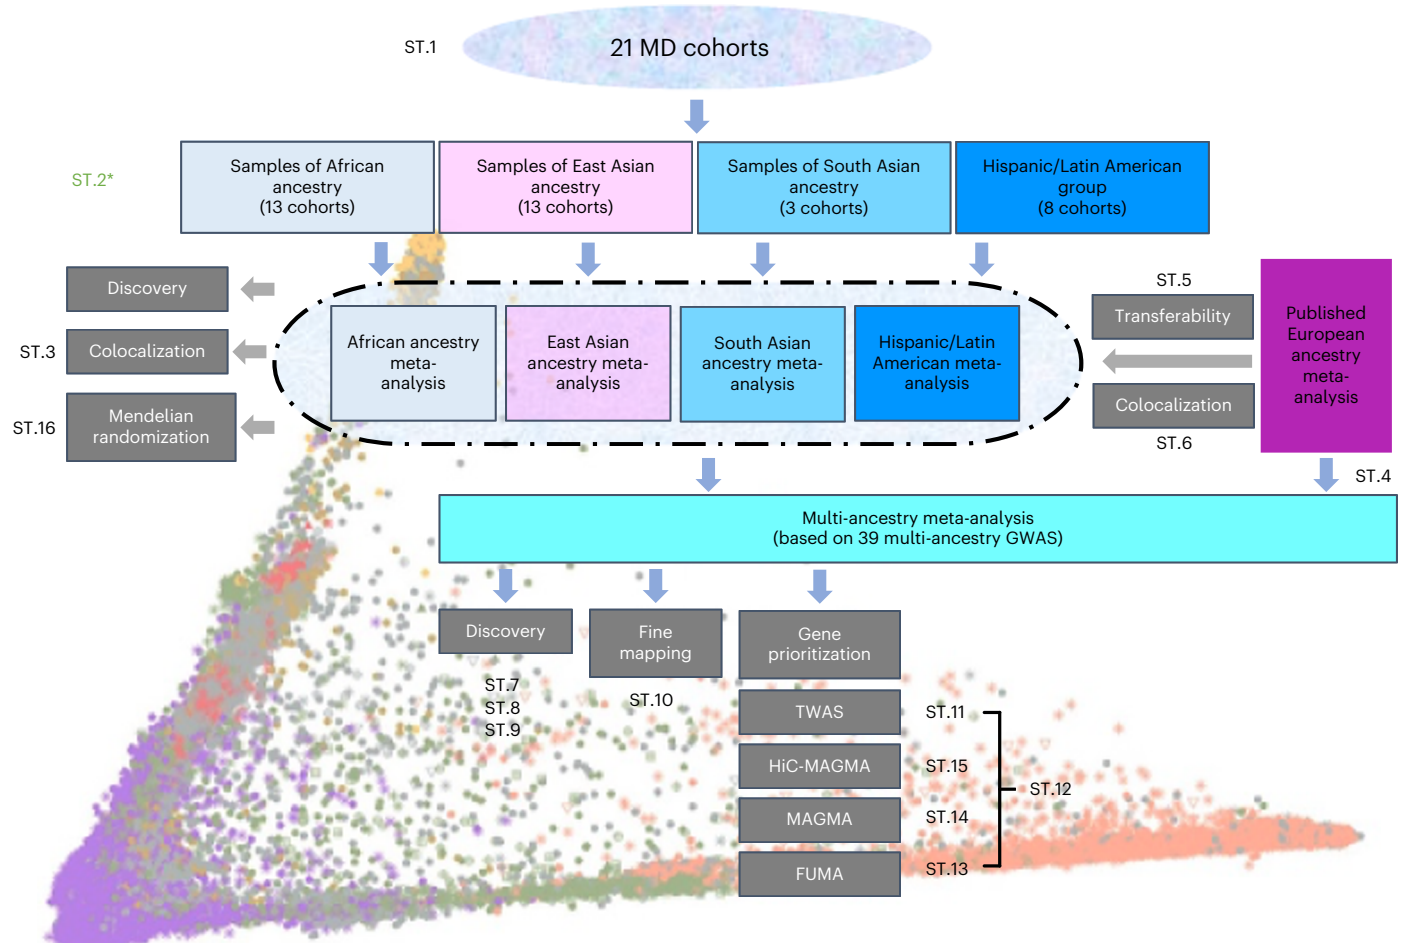 ST.1
21 MD cohorts
ST.2*
Samples of African
ancestry
(13 cohorts)
Samples of East Asian
ancestry
(13 cohorts)
Samples of South Asian
ancestry
(3 cohorts)
Hispanic/Latin American
group
(8 cohorts)
Discovery
ST.3
Colocalization
ST.16
Mendelian
randomization
African ancestry
meta-
analysis
East Asian
ancestry meta-
analysis
South Asian
ancestry meta-
analysis
Hispanic/Latin
American meta-
analysis
ST.5
Transferability
Colocalization
ST.6
Published
European
ancestry
meta-
analysis
ST.4
Multi-ancestry meta-analysis
(based on 39 multi-ancestry GWAS)
Discovery
ST.7
ST.8
ST.9
Fine
mapping
ST.10
Gene
prioritization
TWAS
ST.11
HiC-MAGMA
ST.15
ST.12
MAGMA
ST.14
FUMA
ST.13